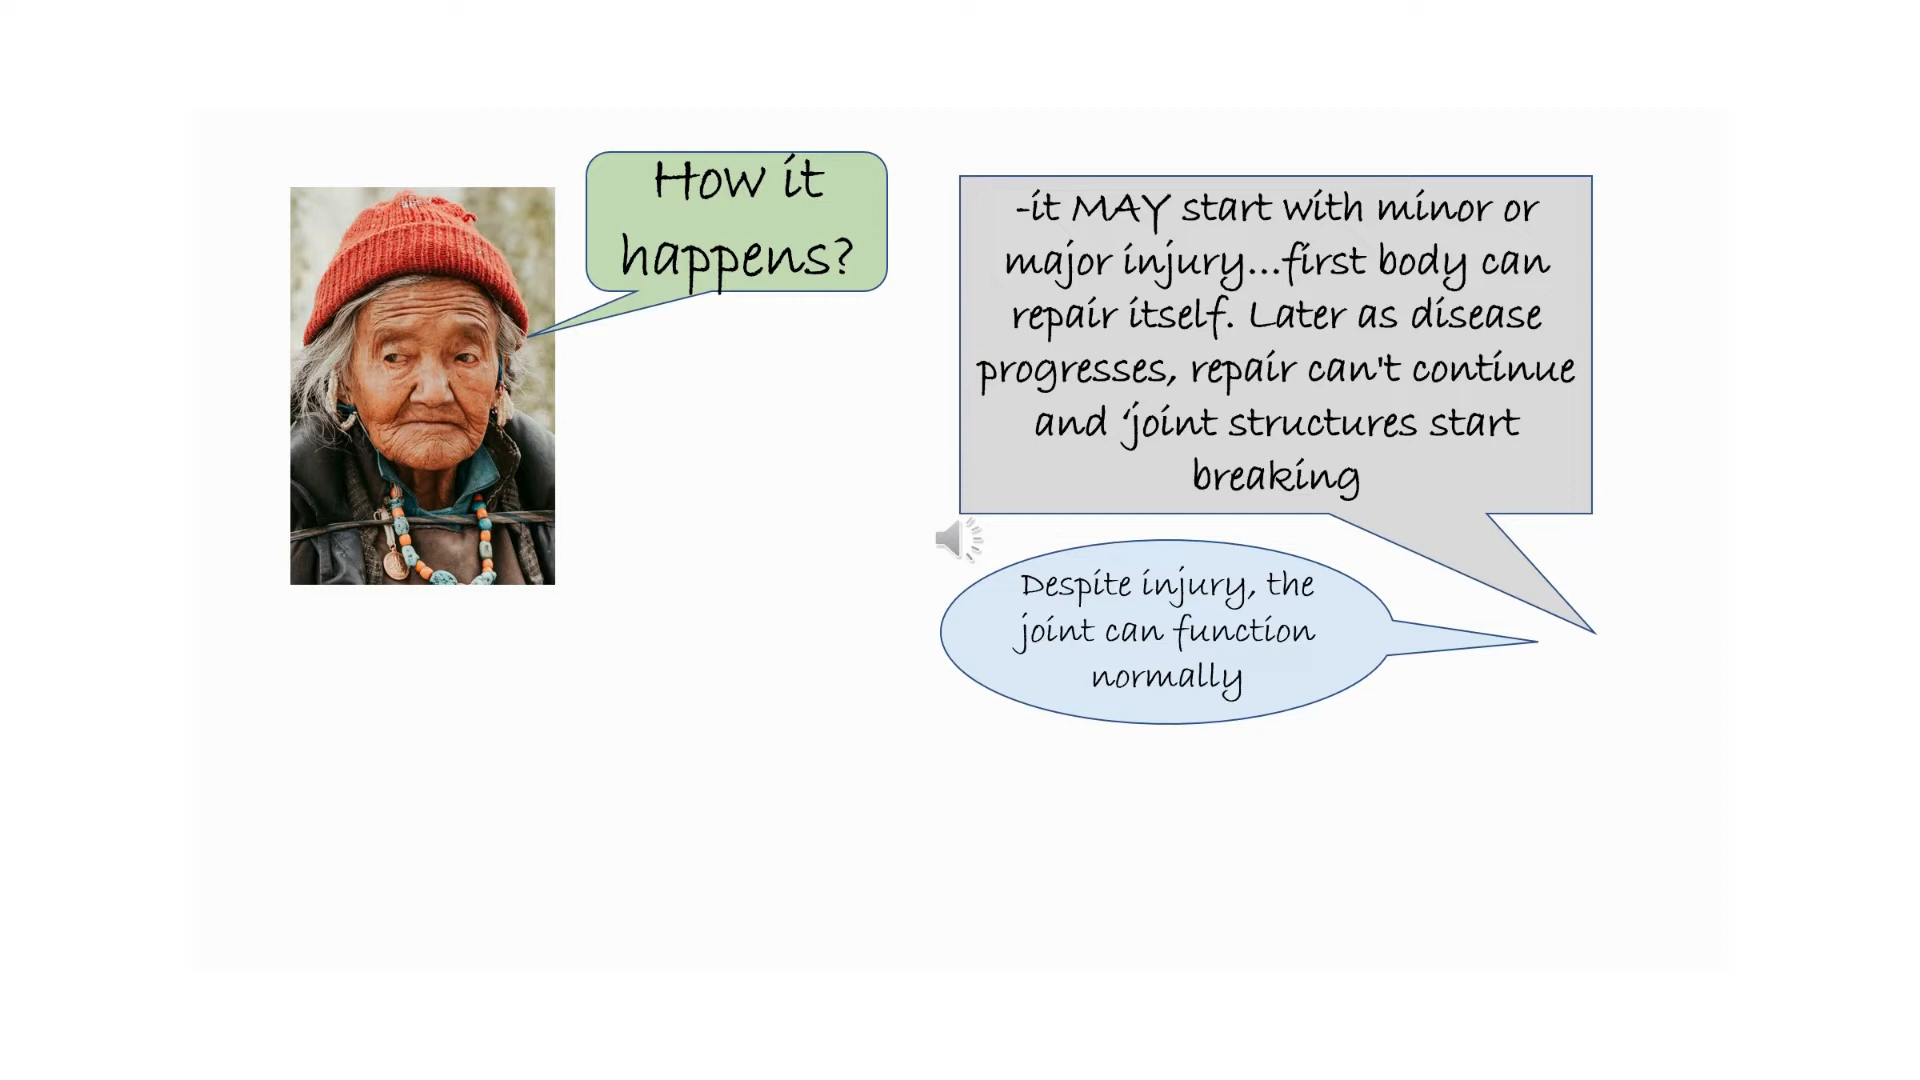 How it
happens?
-it MAY start with minor or
major injury...first body can
repair itself. Later as disease
progresses, repair can't continue
and ‘joint structures start
breaking
Despite injury, the
joint can function
normally